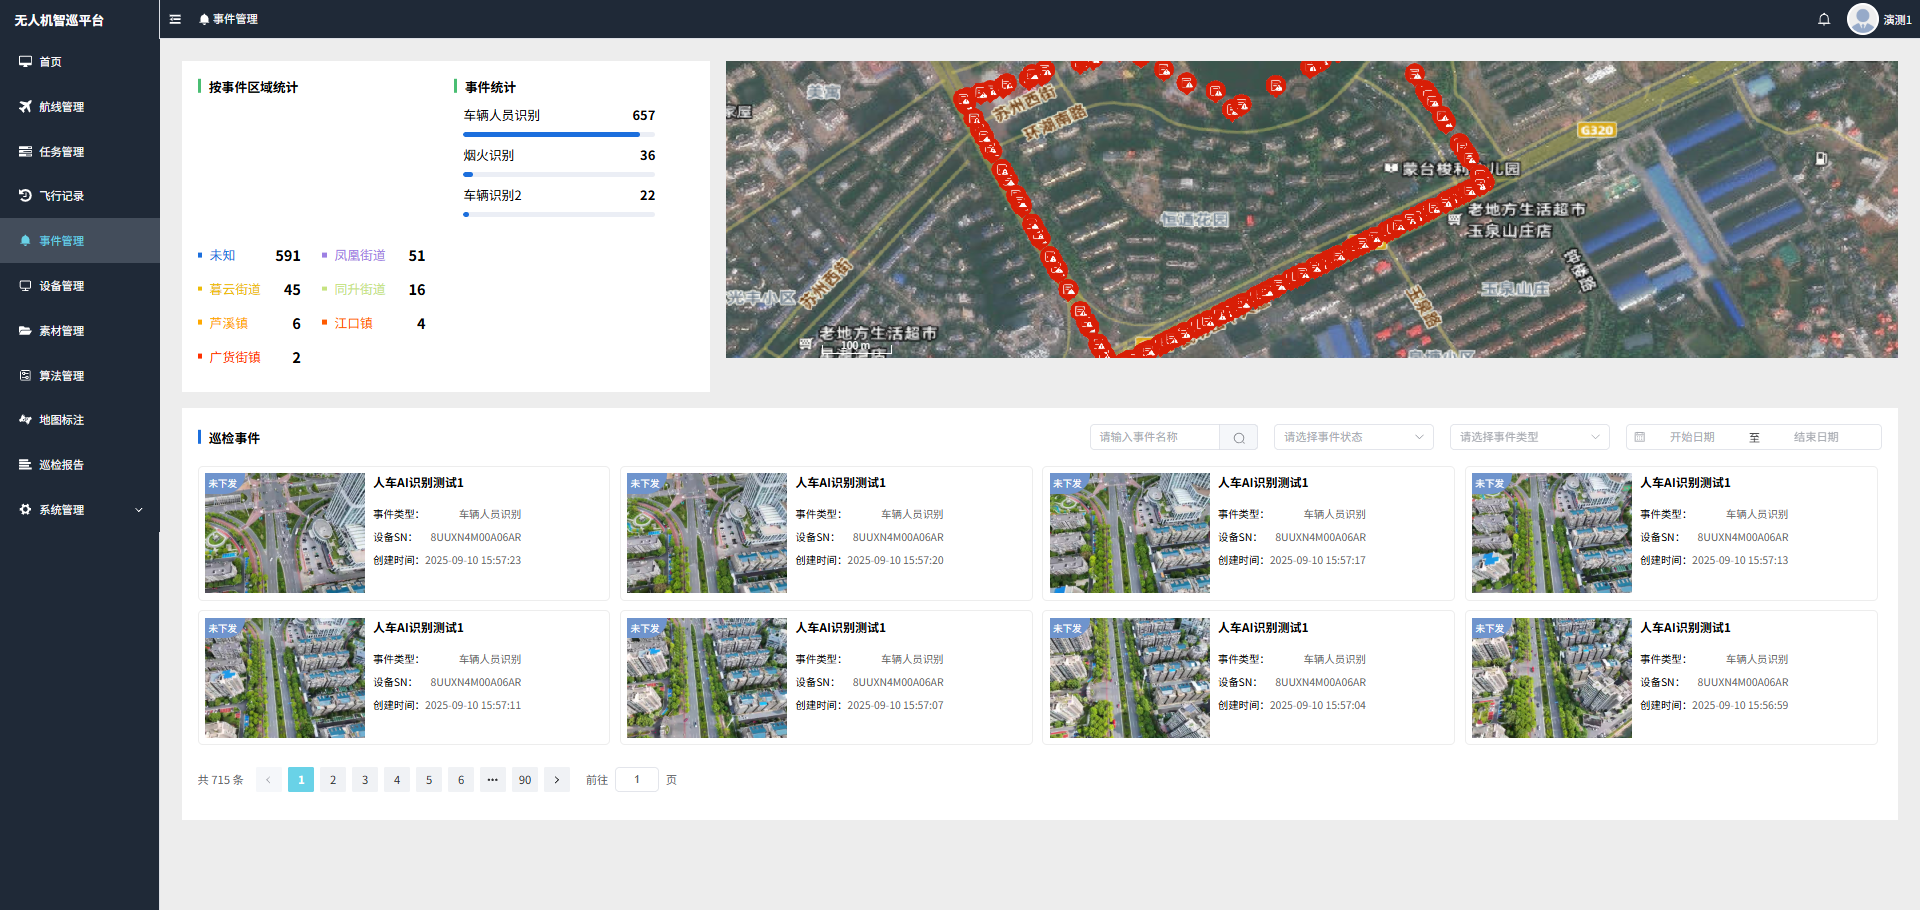 无人机智巡平台
事件管理
演测1
首页
航线管理
任务管理
飞行记录
事件管理
设备管理
素材管理
算法管理
地图标注
巡检报告
系统管理
按事件区域统计
未知 591
凤凰街道 51
暮云街道 45
同升街道 16
芦溪镇 6
江口镇 4
广货街镇 2
事件统计
车辆人员识别 657
烟火识别 36
车辆识别2 22
美寓
家屋
苏州西街
环湖南路
G320
恒通花园
老地方生活超市
玉泉山庄店
玉泉山庄
苏州西街
光丰小区
老地方生活超市
100 m
巡检事件
请输入事件名称
请选择事件状态
请选择事件类型
开始日期 至 结束日期
未下发
人车AI识别测试1
事件类型: 车辆人员识别
设备SN: 8UUXN4M00A06AR
创建时间: 2025-09-10 15:57:23
未下发
人车AI识别测试1
事件类型: 车辆人员识别
设备SN: 8UUXN4M00A06AR
创建时间: 2025-09-10 15:57:20
未下发
人车AI识别测试1
事件类型: 车辆人员识别
设备SN: 8UUXN4M00A06AR
创建时间: 2025-09-10 15:57:17
未下发
人车AI识别测试1
事件类型: 车辆人员识别
设备SN: 8UUXN4M00A06AR
创建时间: 2025-09-10 15:57:13
未下发
人车AI识别测试1
事件类型: 车辆人员识别
设备SN: 8UUXN4M00A06AR
创建时间: 2025-09-10 15:57:11
未下发
人车AI识别测试1
事件类型: 车辆人员识别
设备SN: 8UUXN4M00A06AR
创建时间: 2025-09-10 15:57:07
未下发
人车AI识别测试1
事件类型: 车辆人员识别
设备SN: 8UUXN4M00A06AR
创建时间: 2025-09-10 15:57:04
未下发
人车AI识别测试1
事件类型: 车辆人员识别
设备SN: 8UUXN4M00A06AR
创建时间: 2025-09-10 15:56:59
共 715 条 1 2 3 4 5 6 ••• 90 前往 1 页